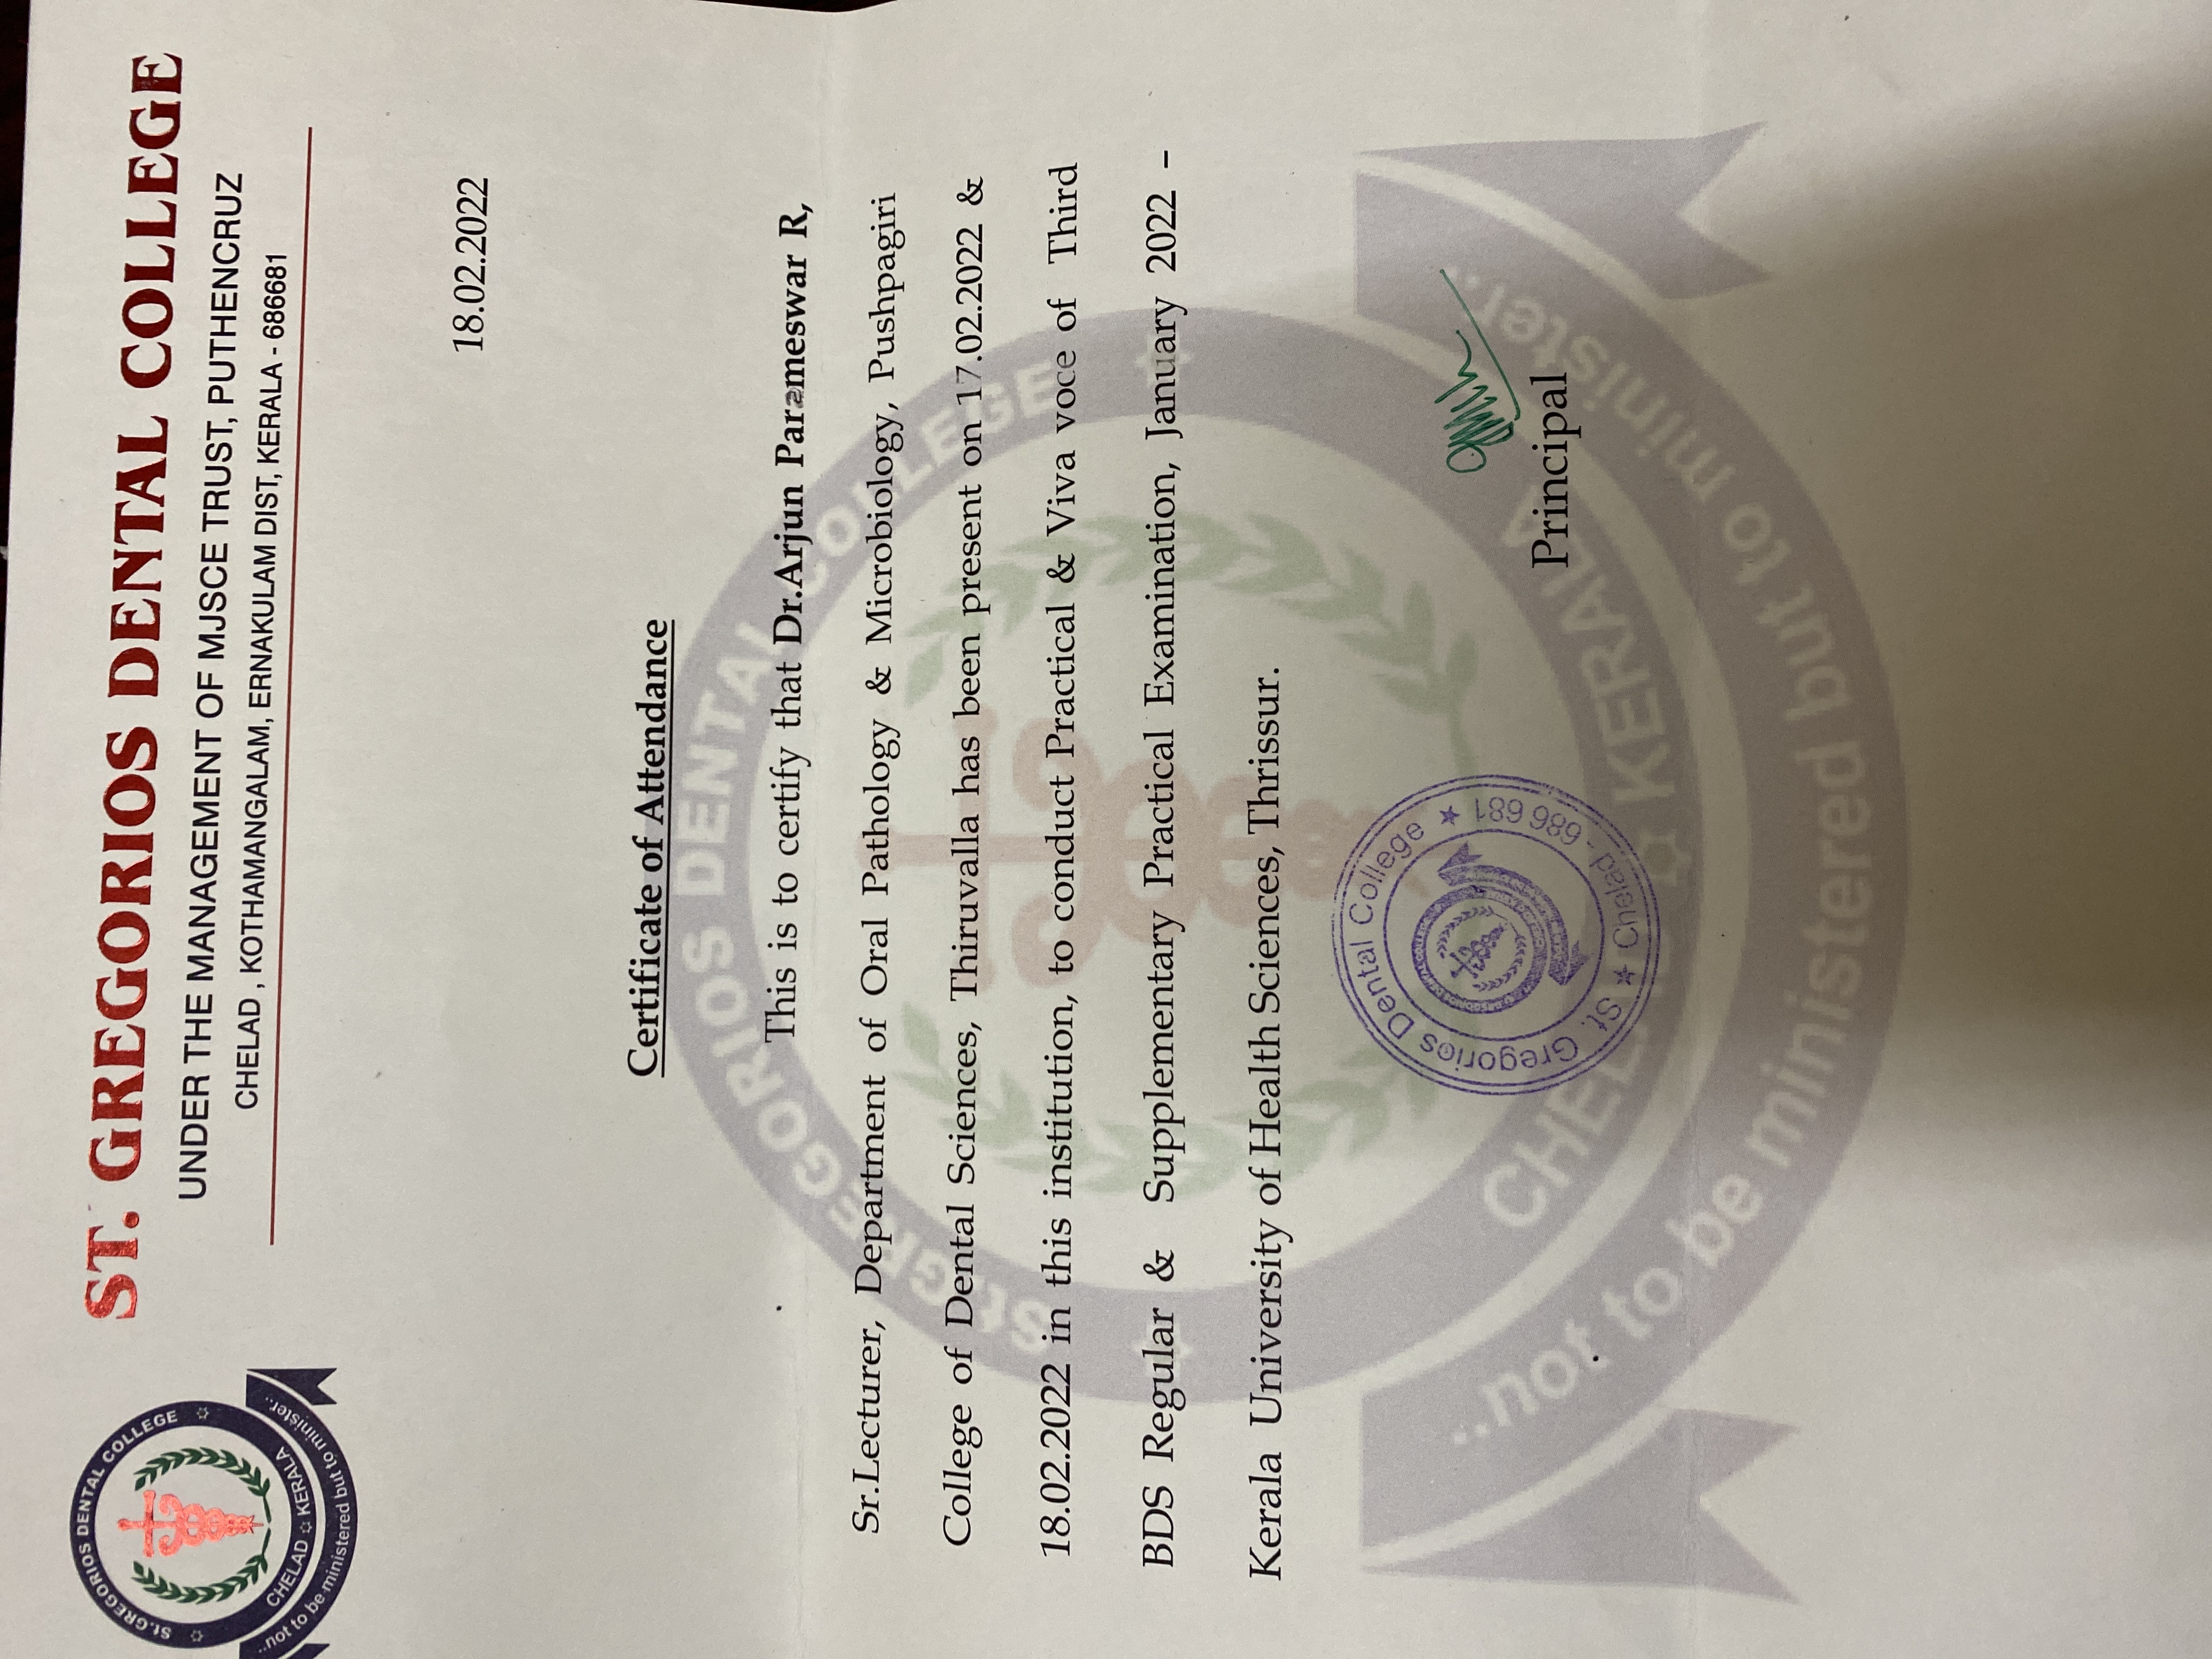 St.GREGORIOS DENTAL COLLEGE
CHELAD ✡ KERALA
..not to be ministered but to minister..
ST. GREGORIOS DENTAL COLLEGE
UNDER THE MANAGEMENT OF MJSCE TRUST, PUTHENCRUZ
CHELAD , KOTHAMANGALAM, ERNAKULAM DIST, KERALA - 686681
18.02.2022
Certificate of Attendance
This is to certify that Dr.Arjun Parameswar R,
Sr.Lecturer, Department of Oral Pathology & Microbiology, Pushpagiri
College of Dental Sciences, Thiruvalla has been present on 17.02.2022 &
18.02.2022 in this institution, to conduct Practical & Viva voce of Third
BDS Regular & Supplementary Practical Examination, January 2022 –
Kerala University of Health Sciences, Thrissur.
St. Gregorios Dental College ★
★ Chelad - 686 681
Principal
St.GREGORIOS DENTAL COLLEGE
CHELAD ✡ KERALA
..not to be ministered but to minister..